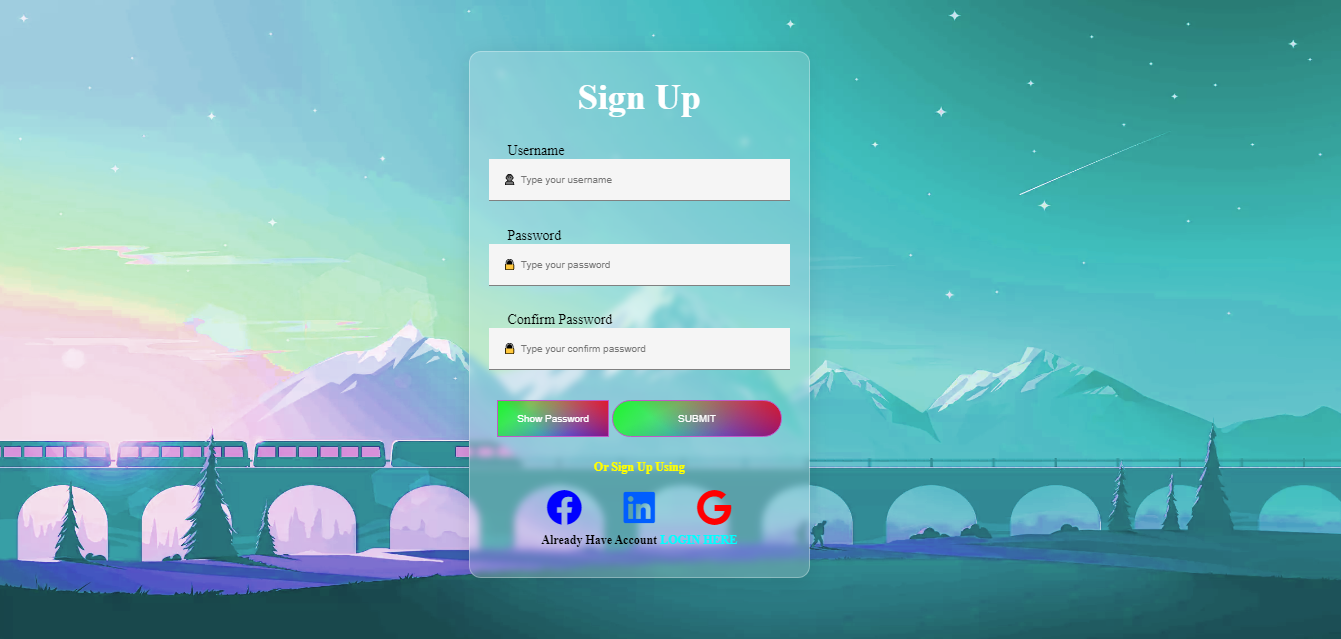 Sign Up
Username
Type your username
Password
Type your password
Confirm Password
Type your confirm password
Show Password SUBMIT
Or Sign Up Using
Already Have Account LOGIN HERE